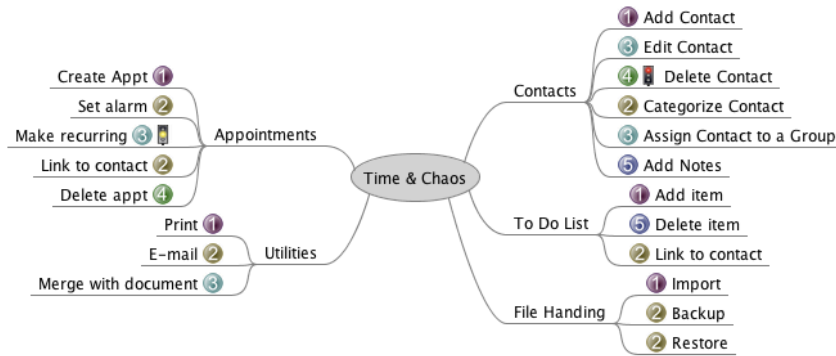 Time & Chaos
Appointments
Create Appt 1
Set alarm 2
Make recurring 3
Link to contact 2
Delete appt 4
Utilities
Print 1
E-mail 2
Merge with document 3
Contacts
1 Add Contact
3 Edit Contact
4 Delete Contact
2 Categorize Contact
3 Assign Contact to a Group
5 Add Notes
To Do List
1 Add item
5 Delete item
2 Link to contact
File Handing
1 Import
2 Backup
2 Restore